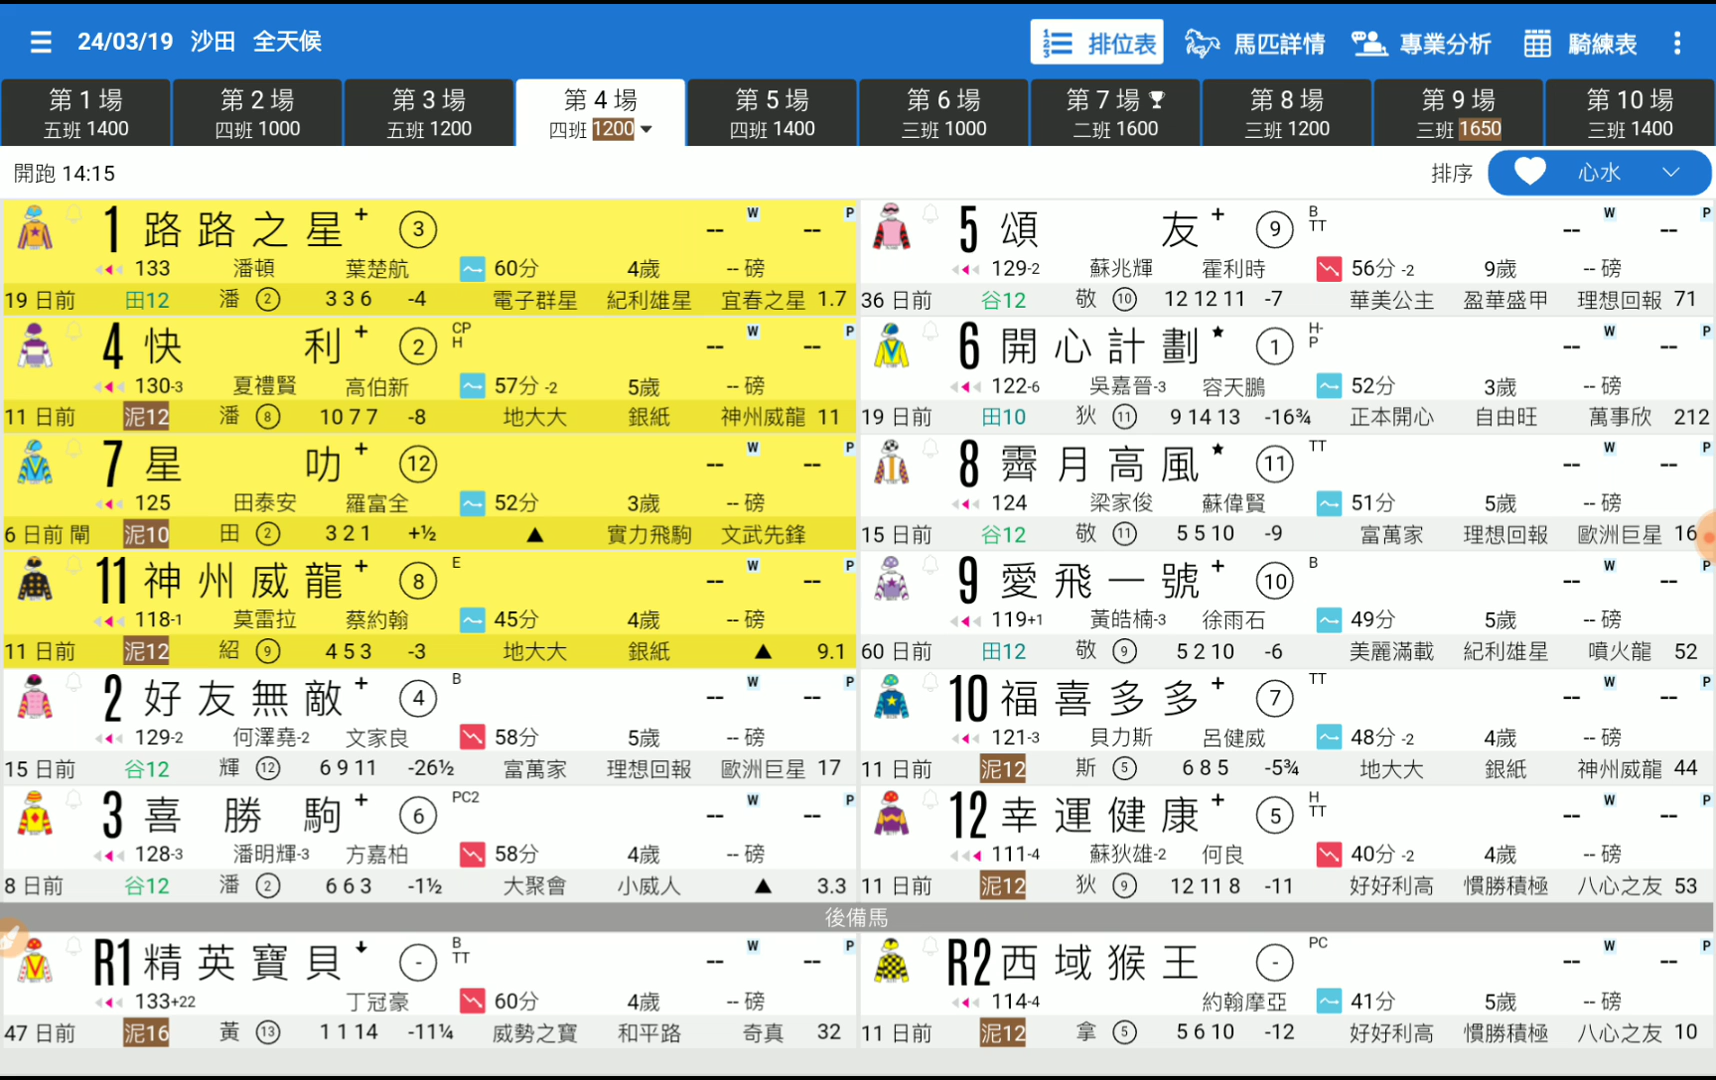 24/03/19 沙田 全天候 排位表 馬匹詳情 專業分析 騎練表
第 1 場 第 2 場 第 3 場 第 4 場 第 5 場 第 6 場 第 7 場 第 8 場 第 9 場 第 10 場
五班 1400 四班 1000 五班 1200 四班 1200 四班 1400 三班 1000 二班 1600 三班 1200 三班 1650 三班 1400
開跑 14:15 排序 心水
1 路路之星 + 3 -- W -- P
133 潘頓 葉楚航 60分 4歲 -- 磅
19 日前 田12 潘 2 3 3 6 -4 電子群星 紀利雄星 宜春之星 1.7
4 快利 + 2 CP H -- W -- P
130-3 夏禮賢 高伯新 57分 -2 5歲 -- 磅
11 日前 泥12 潘 8 10 7 7 -8 地大大 銀紙 神州威龍 11
7 星叻 + 12 -- W -- P
125 田泰安 羅富全 52分 3歲 -- 磅
6 日前 閘 泥10 田 2 3 2 1 +½ ▲ 實力飛駒 文武先鋒
11 神州威龍 + 8 E -- W -- P
118-1 莫雷拉 蔡約翰 45分 4歲 -- 磅
11 日前 泥12 紹 9 4 5 3 -3 地大大 銀紙 ▲ 9.1
2 好友無敵 + 4 B -- W -- P
129-2 何澤堯-2 文家良 58分 5歲 -- 磅
15 日前 谷12 輝 12 6 9 11 -26½ 富萬家 理想回報 歐洲巨星 17
3 喜勝駒 + 6 PC2 -- W -- P
128-3 潘明輝-3 方嘉柏 58分 4歲 -- 磅
8 日前 谷12 潘 2 6 6 3 -1½ 大聚會 小威人 ▲ 3.3
5 頌友 + 9 B TT -- W -- P
129-2 蘇兆輝 霍利時 56分 -2 9歲 -- 磅
36 日前 谷12 敬 10 12 12 11 -7 華美公主 盈華盛甲 理想回報 71
6 開心計劃 ★ 1 H- P -- W -- P
122-6 吳嘉晉-3 容天鵬 52分 3歲 -- 磅
19 日前 田10 狄 11 9 14 13 -16¾ 正本開心 自由旺 萬事欣 212
8 霽月高風 ★ 11 TT -- W -- P
124 梁家俊 蘇偉賢 51分 5歲 -- 磅
15 日前 谷12 敬 11 5 5 10 -9 富萬家 理想回報 歐洲巨星 16
9 愛飛一號 + 10 B -- W -- P
119+1 黃皓楠-3 徐雨石 49分 5歲 -- 磅
60 日前 田12 敬 9 5 2 10 -6 美麗滿載 紀利雄星 噴火龍 52
10 福喜多多 + 7 TT -- W -- P
121-3 貝力斯 呂健威 48分 -2 4歲 -- 磅
11 日前 泥12 斯 5 6 8 5 -5¾ 地大大 銀紙 神州威龍 44
12 幸運健康 + 5 H TT -- W -- P
111-4 蘇狄雄-2 何良 40分 -2 4歲 -- 磅
11 日前 泥12 狄 9 12 11 8 -11 好好利高 慣勝積極 八心之友 53
後備馬
R1 精英寶貝 - B TT -- W -- P
133+22 丁冠豪 60分 4歲 -- 磅
47 日前 泥16 黃 13 1 1 14 -11¼ 威勢之寶 和平路 奇真 32
R2 西域猴王 - PC -- W -- P
114-4 約翰摩亞 41分 5歲 -- 磅
11 日前 泥12 拿 5 5 6 10 -12 好好利高 慣勝積極 八心之友 10